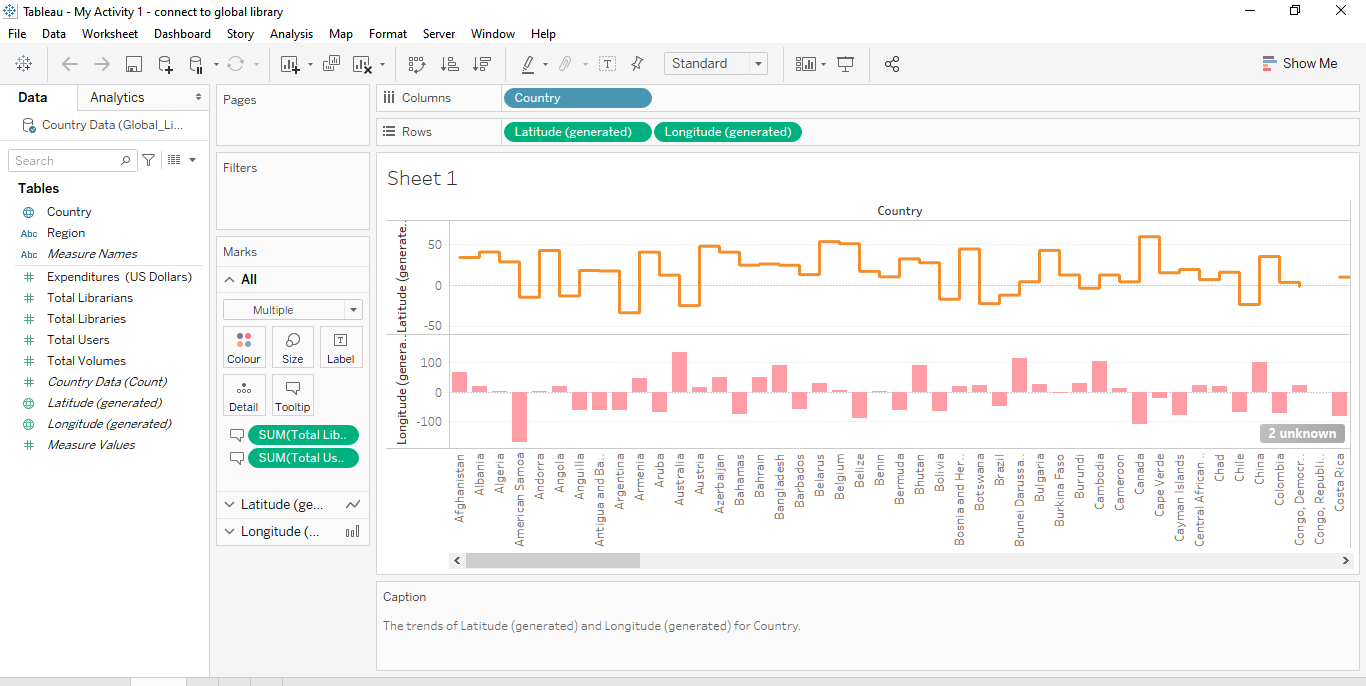 Tableau - My Activity 1 - connect to global library
File Data Worksheet Dashboard Story Analysis Map Format Server Window Help
Standard
Show Me
Data Analytics
Country Data (Global_Li...
Search
Tables
Country
Abc Region
Abc Measure Names
Expenditures (US Dollars)
Total Librarians
Total Libraries
Total Users
Total Volumes
Country Data (Count)
Latitude (generated)
Longitude (generated)
Measure Values
Pages
Filters
Marks
All
Multiple
Colour Size Label
Detail Tooltip
SUM(Total Lib..
SUM(Total Us..
Latitude (ge...
Longitude (...
Columns Country
Rows Latitude (generated) Longitude (generated)
Sheet 1
Country
Latitude (generate..
50
0
-50
Longitude (genera..
100
0
-100
2 unknown
Afghanistan
Albania
Algeria
American Samoa
Andorra
Angola
Anguilla
Antigua and Ba..
Argentina
Armenia
Aruba
Australia
Austria
Azerbaijan
Bahamas
Bahrain
Bangladesh
Barbados
Belarus
Belgium
Belize
Benin
Bermuda
Bhutan
Bolivia
Bosnia and Her..
Botswana
Brazil
Brunei Darussa..
Bulgaria
Burkina Faso
Burundi
Cambodia
Cameroon
Canada
Cape Verde
Cayman Islands
Central African ..
Chad
Chile
China
Colombia
Congo, Democr..
Congo, Republi..
Costa Rica
Caption
The trends of Latitude (generated) and Longitude (generated) for Country.